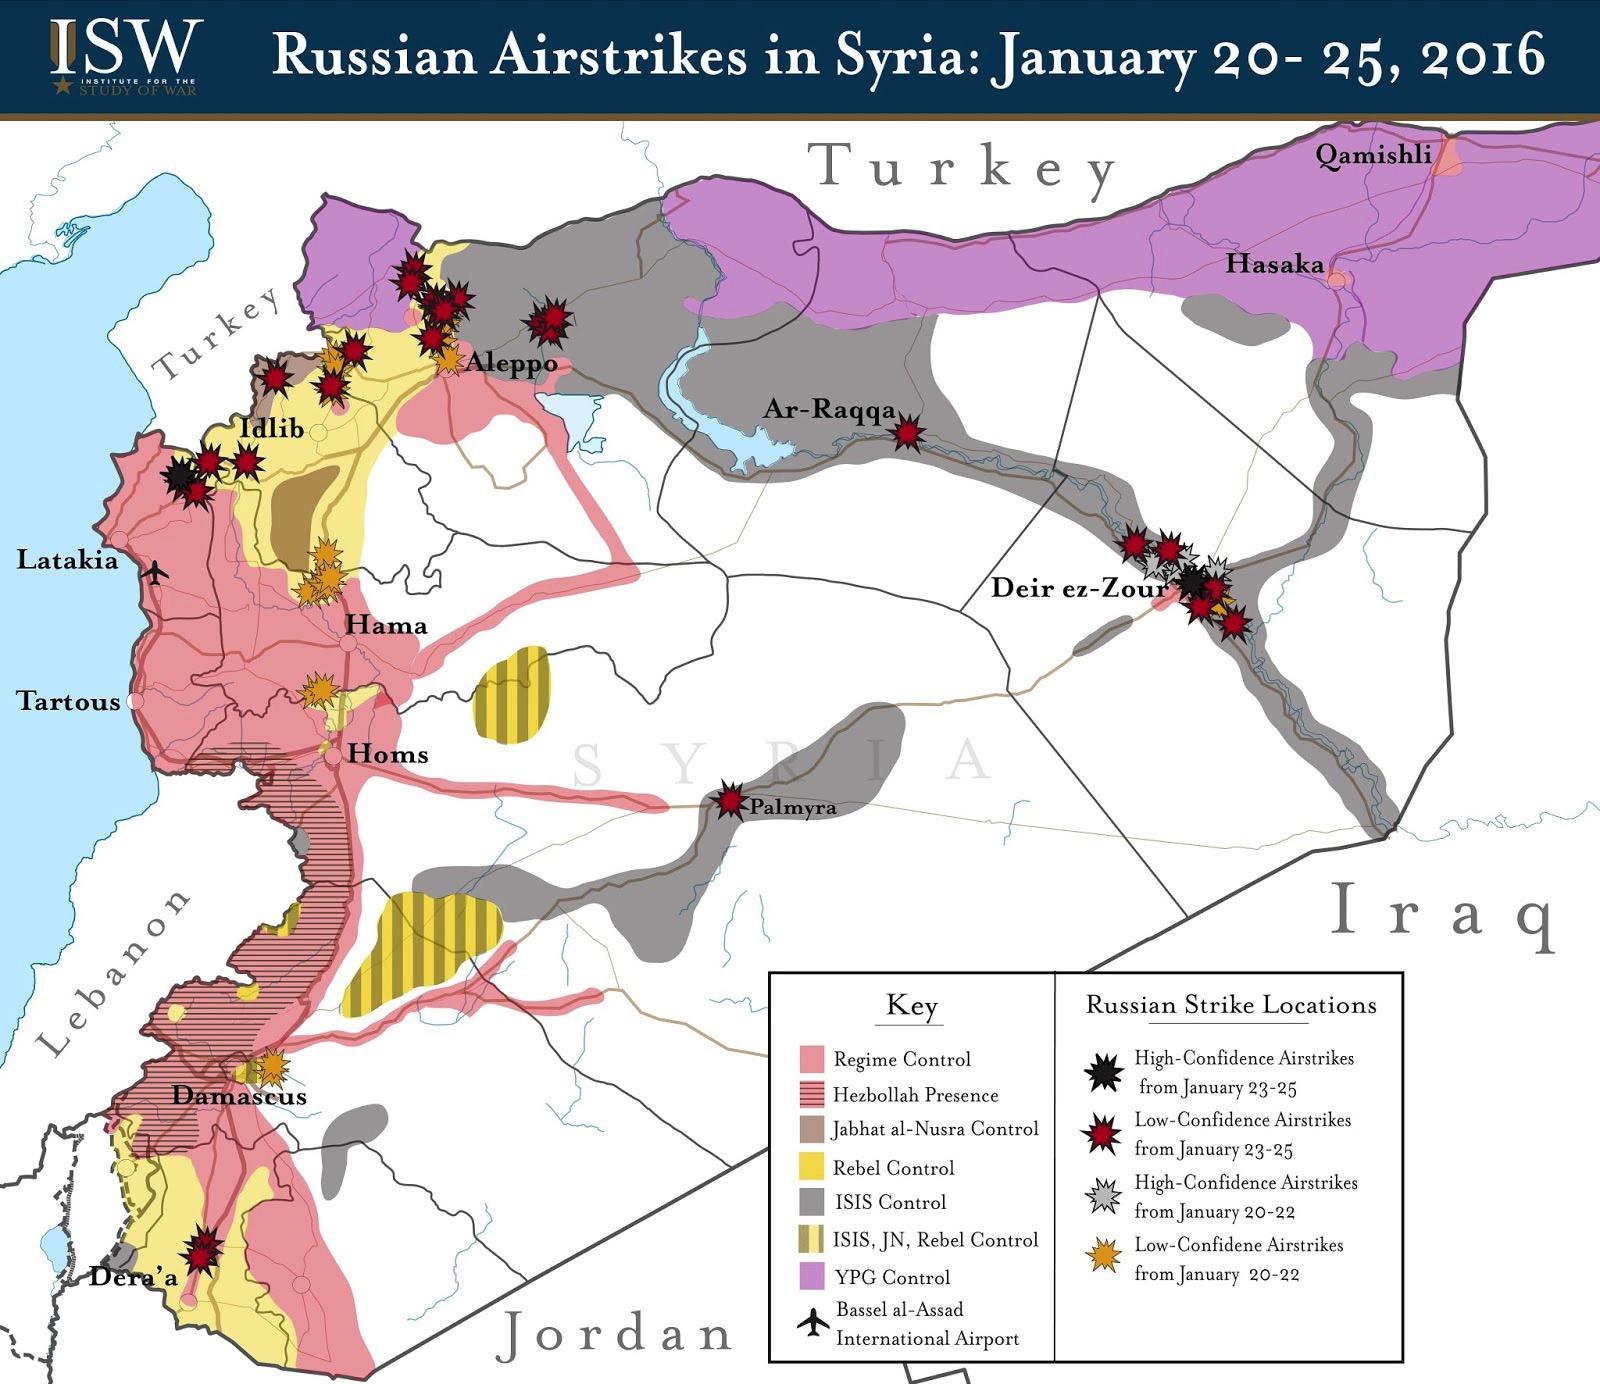 ISW
INSTITUTE FOR THE
STUDY OF WAR
Russian Airstrikes in Syria: January 20- 25, 2016
Turkey
Qamishli
Hasaka
Turkey
Aleppo
Ar-Raqqa
Idlib
Latakia
Deir ez-Zour
Hama
Tartous
Homs
SYRIA
Palmyra
Lebanon
Iraq
Damascus
Dera'a
Jordan
Key
Regime Control
Hezbollah Presence
Jabhat al-Nusra Control
Rebel Control
ISIS Control
ISIS, JN, Rebel Control
YPG Control
Bassel al-Assad
International Airport
Russian Strike Locations
High-Confidence Airstrikes
from January 23-25
Low-Confidence Airstrikes
from January 23-25
High-Confidence Airstrikes
from January 20-22
Low-Confidene Airstrikes
from January 20-22